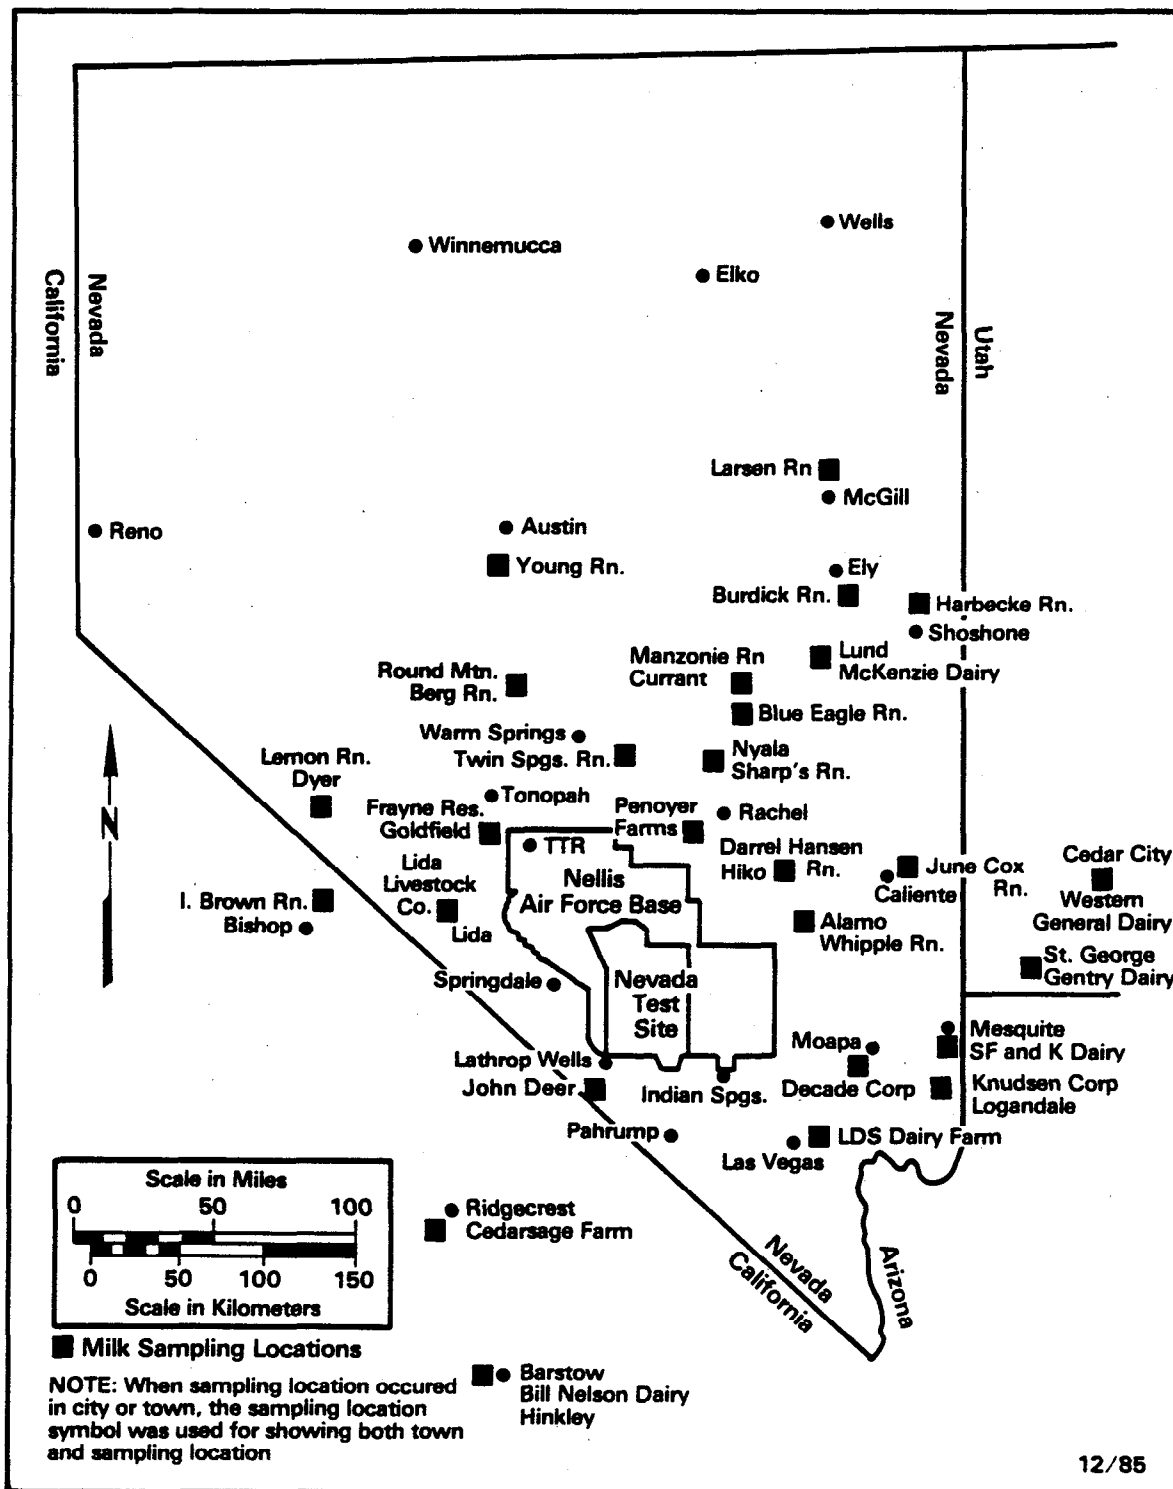 Wells
Winnemucca
Elko
Nevada
California
Utah
Nevada
Larsen Rn
McGill
Reno
Austin
Young Rn.
Ely
Burdick Rn.
Harbecke Rn.
Shoshone
Lund
McKenzie Dairy
Manzonie Rn
Currant
Round Mtn.
Berg Rn.
Blue Eagle Rn.
Warm Springs
Twin Spgs. Rn.
Nyala
Sharp's Rn.
Lemon Rn.
Dyer
Tonopah
Frayne Res.
Goldfield
Penoyer
Farms
Rachel
N
TTR
Darrel Hansen
Hiko Rn.
Nellis
Air Force Base
Lida
Livestock
Co.
Lida
June Cox
Rn.
Caliente
Cedar City
Western
General Dairy
I. Brown Rn.
Bishop
Alamo
Whipple Rn.
St. George
Gentry Dairy
Springdale
Nevada
Test
Site
Mesquite
SF and K Dairy
Moapa
Decade Corp
Lathrop Wells
John Deer
Indian Spgs.
Knudsen Corp
Logandale
Pahrump
LDS Dairy Farm
Las Vegas
Scale in Miles
0 50 100
0 50 100 150
Scale in Kilometers
Ridgecrest
Cedarsage Farm
Nevada
California
Arizona
Milk Sampling Locations
NOTE: When sampling location occured
in city or town, the sampling location
symbol was used for showing both town
and sampling location
Barstow
Bill Nelson Dairy
Hinkley
12/85